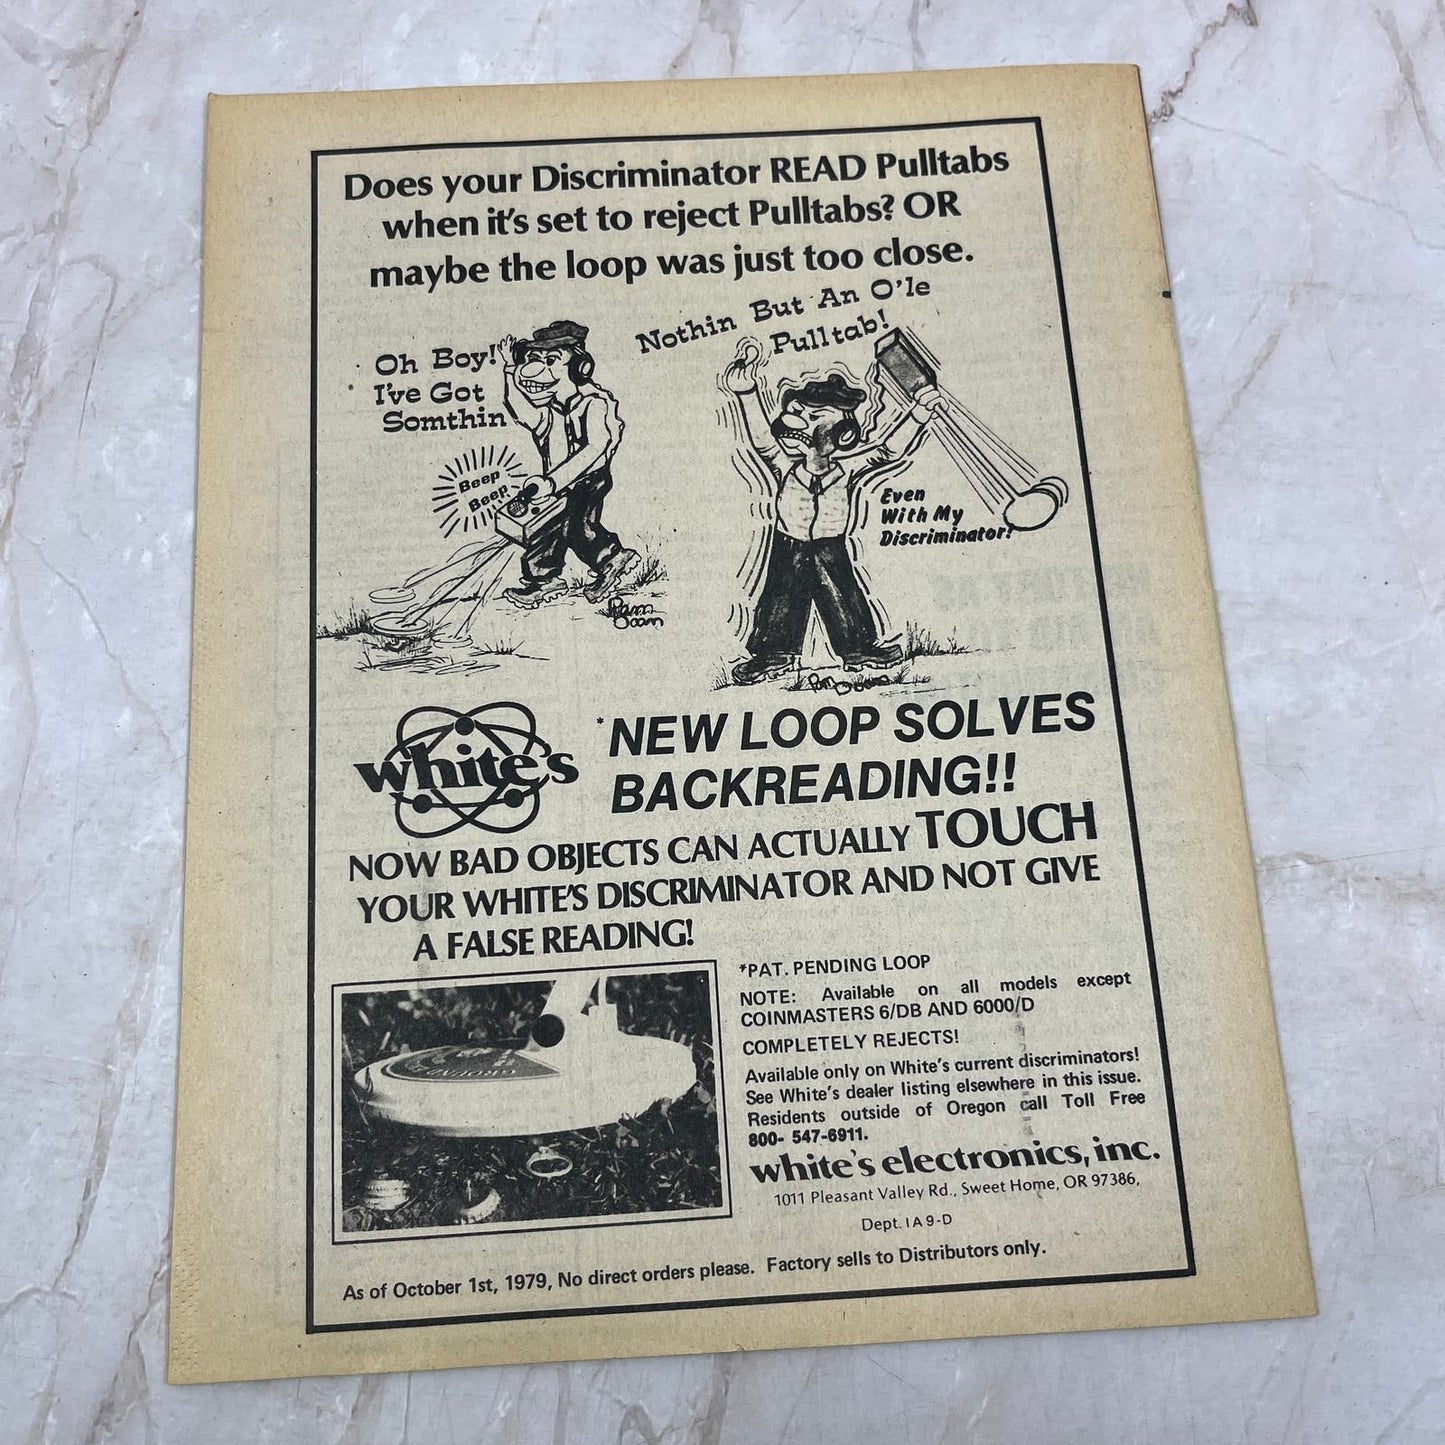 Does your Discriminator READ Pulltabs
when it's set to reject Pulltabs? OR
maybe the loop was just too close.
Oh Boy!
I've Got
Somthin
Beep
Beep
Pam
Doan
Nothin But An O'le
Pulltab!
Even
With My
Discriminator!
Pam Doan
white's
*NEW LOOP SOLVES
BACKREADING!!
NOW BAD OBJECTS CAN ACTUALLY TOUCH
YOUR WHITE'S DISCRIMINATOR AND NOT GIVE
A FALSE READING!
GROUND
*PAT. PENDING LOOP
NOTE: Available on all models except
COINMASTERS 6/DB AND 6000/D
COMPLETELY REJECTS!
Available only on White's current discriminators!
See White's dealer listing elsewhere in this issue.
Residents outside of Oregon call Toll Free
800- 547-6911.
white's electronics, inc.
1011 Pleasant Valley Rd., Sweet Home, OR 97386,
Dept. IA 9-D
As of October 1st, 1979, No direct orders please. Factory sells to Distributors only.